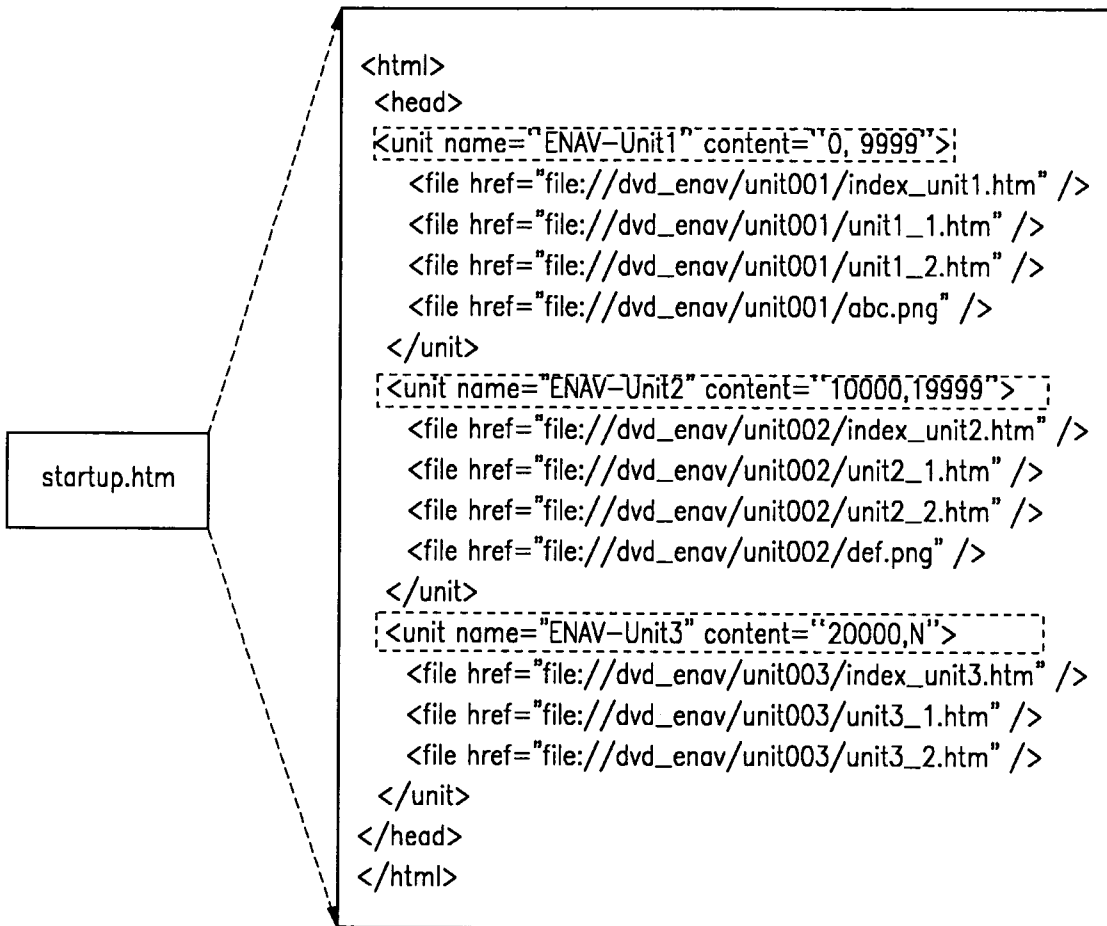 <html>
<head>
<unit name="ENAV-Unit1" content="0, 9999">
<file href="file://dvd_enav/unit001/index_unit1.htm" />
<file href="file://dvd_enav/unit001/unit1_1.htm" />
<file href="file://dvd_enav/unit001/unit1_2.htm" />
<file href="file://dvd_enav/unit001/abc.png" />
</unit>
<unit name="ENAV-Unit2" content="10000,19999">
<file href="file://dvd_enav/unit002/index_unit2.htm" />
startup.htm
<file href="file://dvd_enav/unit002/unit2_1.htm" />
<file href="file://dvd_enav/unit002/unit2_2.htm" />
<file href="file://dvd_enav/unit002/def.png" />
</unit>
<unit name="ENAV-Unit3" content="20000,N">
<file href="file://dvd_enav/unit003/index_unit3.htm" />
<file href="file://dvd_enav/unit003/unit3_1.htm" />
<file href="file://dvd_enav/unit003/unit3_2.htm" />
</unit>
</head>
</html>